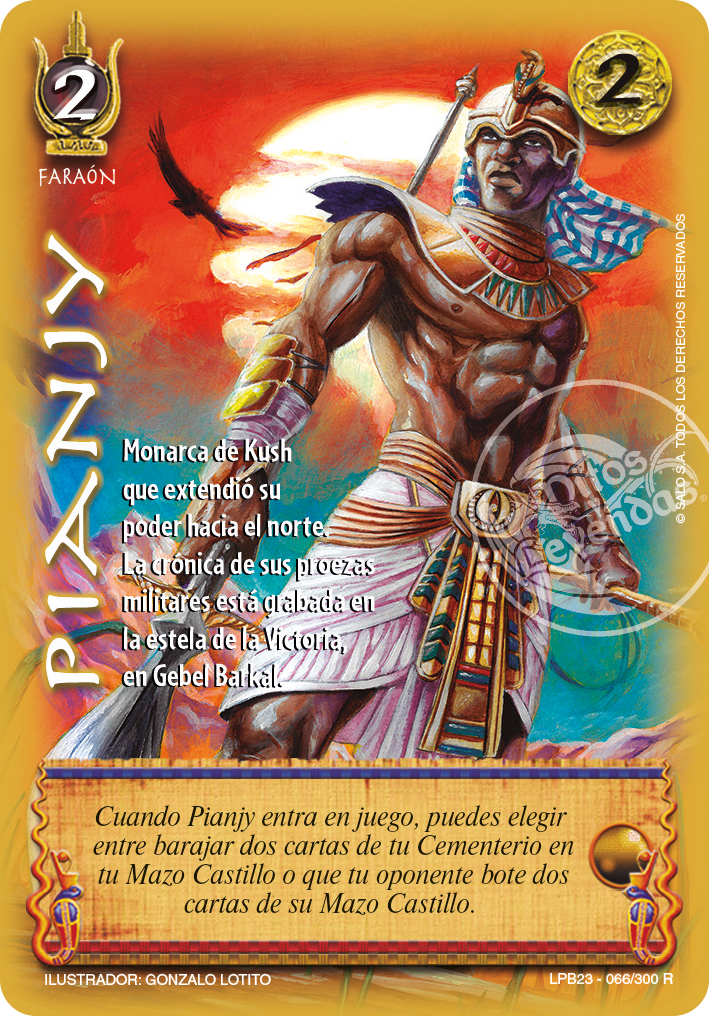 2
2
FARAÓN
PIANJY
Monarca de Kush
que extendió su
poder hacia el norte.
La crónica de sus proezas
militares está grabada en
la estela de la Victoria,
en Gebel Barkal.
© SALO S.A. TODOS LOS DERECHOS RESERVADOS
Mitos
Leyendas®
Cuando Pianjy entra en juego, puedes elegir
entre barajar dos cartas de tu Cementerio en
tu Mazo Castillo o que tu oponente bote dos
cartas de su Mazo Castillo.
ILUSTRADOR: GONZALO LOTITO
LPB23 - 066/300 R